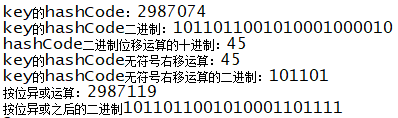 key的hashCode：2987074
key的hashCode二进制：1011011001010001000010
hashCode二进制位移运算的十进制：45
key的hashCode无符号右移运算：45
key的hashCode无符号右移运算的二进制：101101
按位异或运算：2987119
按位异或之后的二进制1011011001010001101111